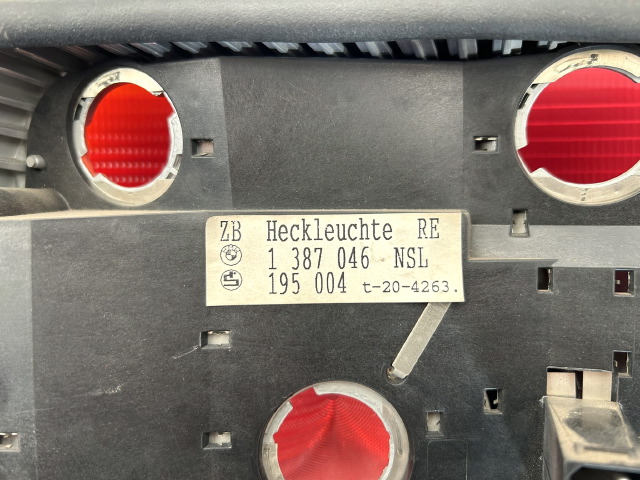 ZB Heckleuchte RE
1 387 046 NSL
195 004 t-20-4263.